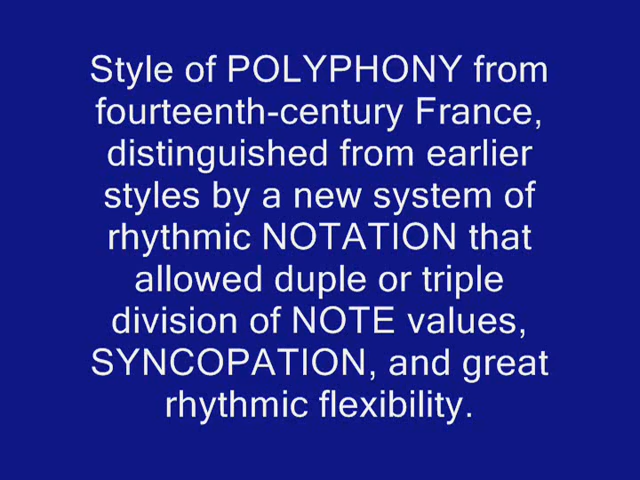 Style of POLYPHONY from
fourteenth-century France,
distinguished from earlier
styles by a new system of
rhythmic NOTATION that
allowed duple or triple
division of NOTE values,
SYNCOPATION, and great
rhythmic flexibility.